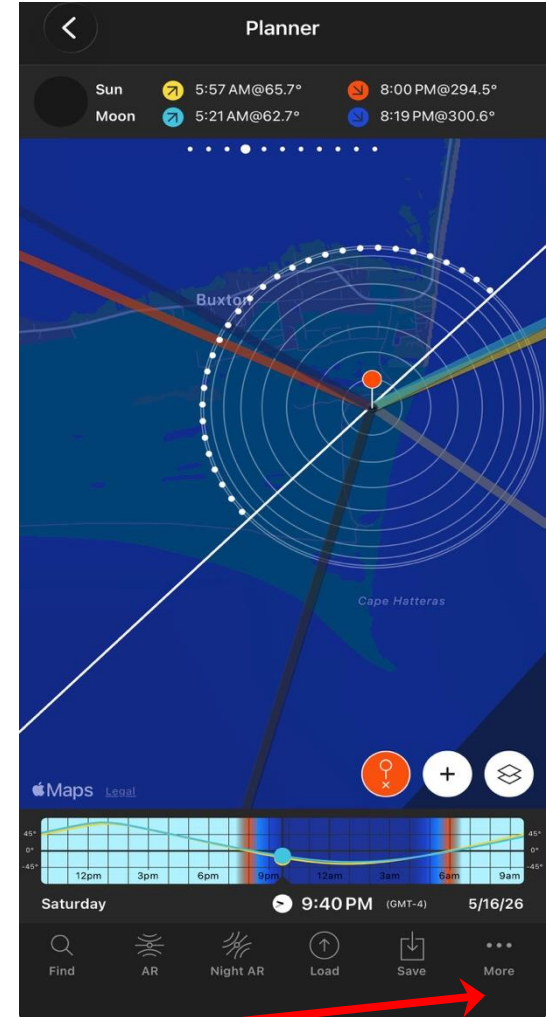 Planner
Sun 5:57 AM@65.7° 8:00 PM@294.5°
Moon 5:21 AM@62.7° 8:19 PM@300.6°
Buxton
Cape Hatteras
Maps Legal
45° 45°
0° 0°
-45° -45°
12pm 3pm 6pm 9pm 12am 3am 6am 9am
Saturday 9:40 PM (GMT-4) 5/16/26
Find AR Night AR Load Save More